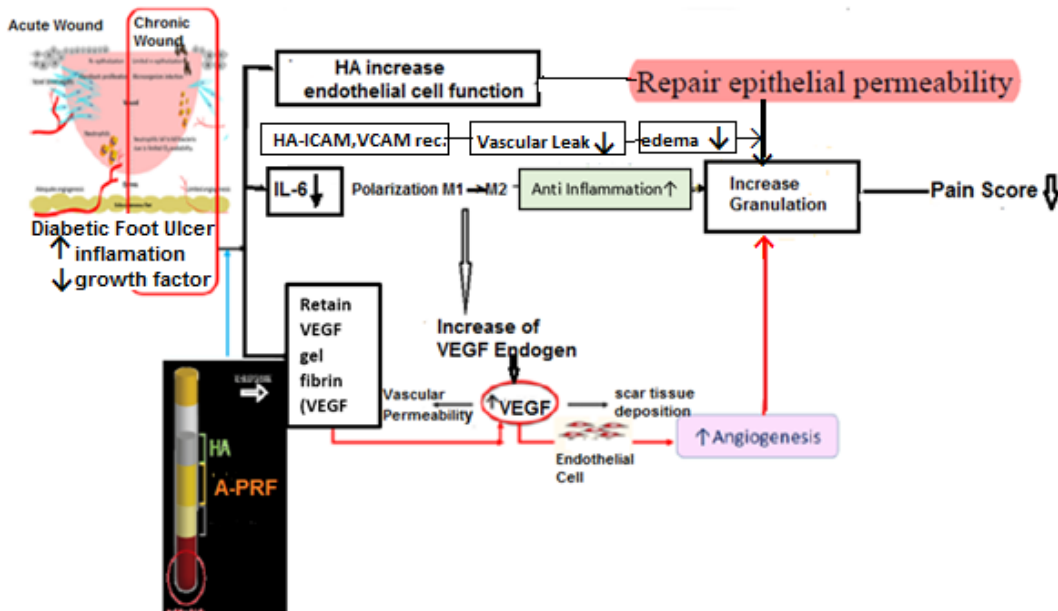 Acute Wound
Chronic
Wound
HA increase
endothelial cell function
Repair epithelial permeability
HA-ICAM,VCAM rec.
Vascular Leak ↓
edema ↓
IL-6 ↓
Polarization M1 → M2
Anti Inflammation↑
Increase
Granulation
Pain Score ⇩
Diabetic Foot Ulcer
↑ inflamation
↓ growth factor
Retain
VEGF
gel
fibrin
(VEGF
Increase of
VEGF Endogen
Vascular
Permeability
↑VEGF
scar tissue
deposition
Endothelial
Cell
↑Angiogenesis
HA
A-PRF